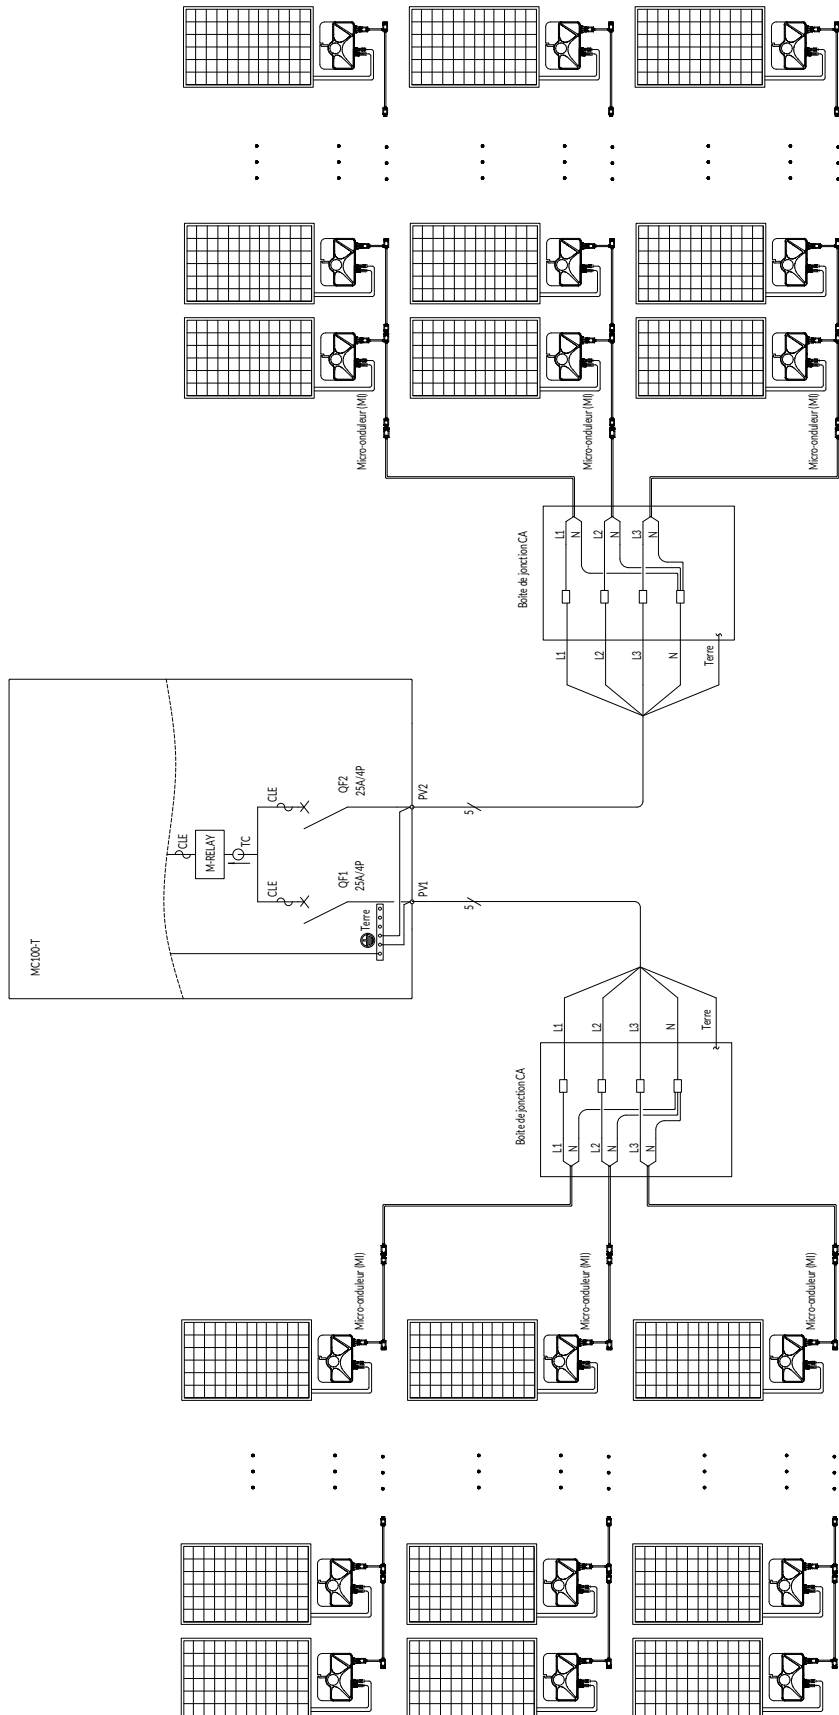 Micro-onduleur (MI)
Micro-onduleur (MI)
Micro-onduleur (MI)
Boîte de jonction CA
L1
N
L2
N
L3
N
L1
L2
L3
N
Terre
MC100-T
CLE
M-RELAY
TC
CLE
QF2
25A/4P
PV2
5
CLE
QF1
25A/4P
PV1
5
Terre
L1
L2
L3
N
Terre
Boîte de jonction CA
L1
N
L2
N
L3
N
Micro-onduleur (MI)
Micro-onduleur (MI)
Micro-onduleur (MI)